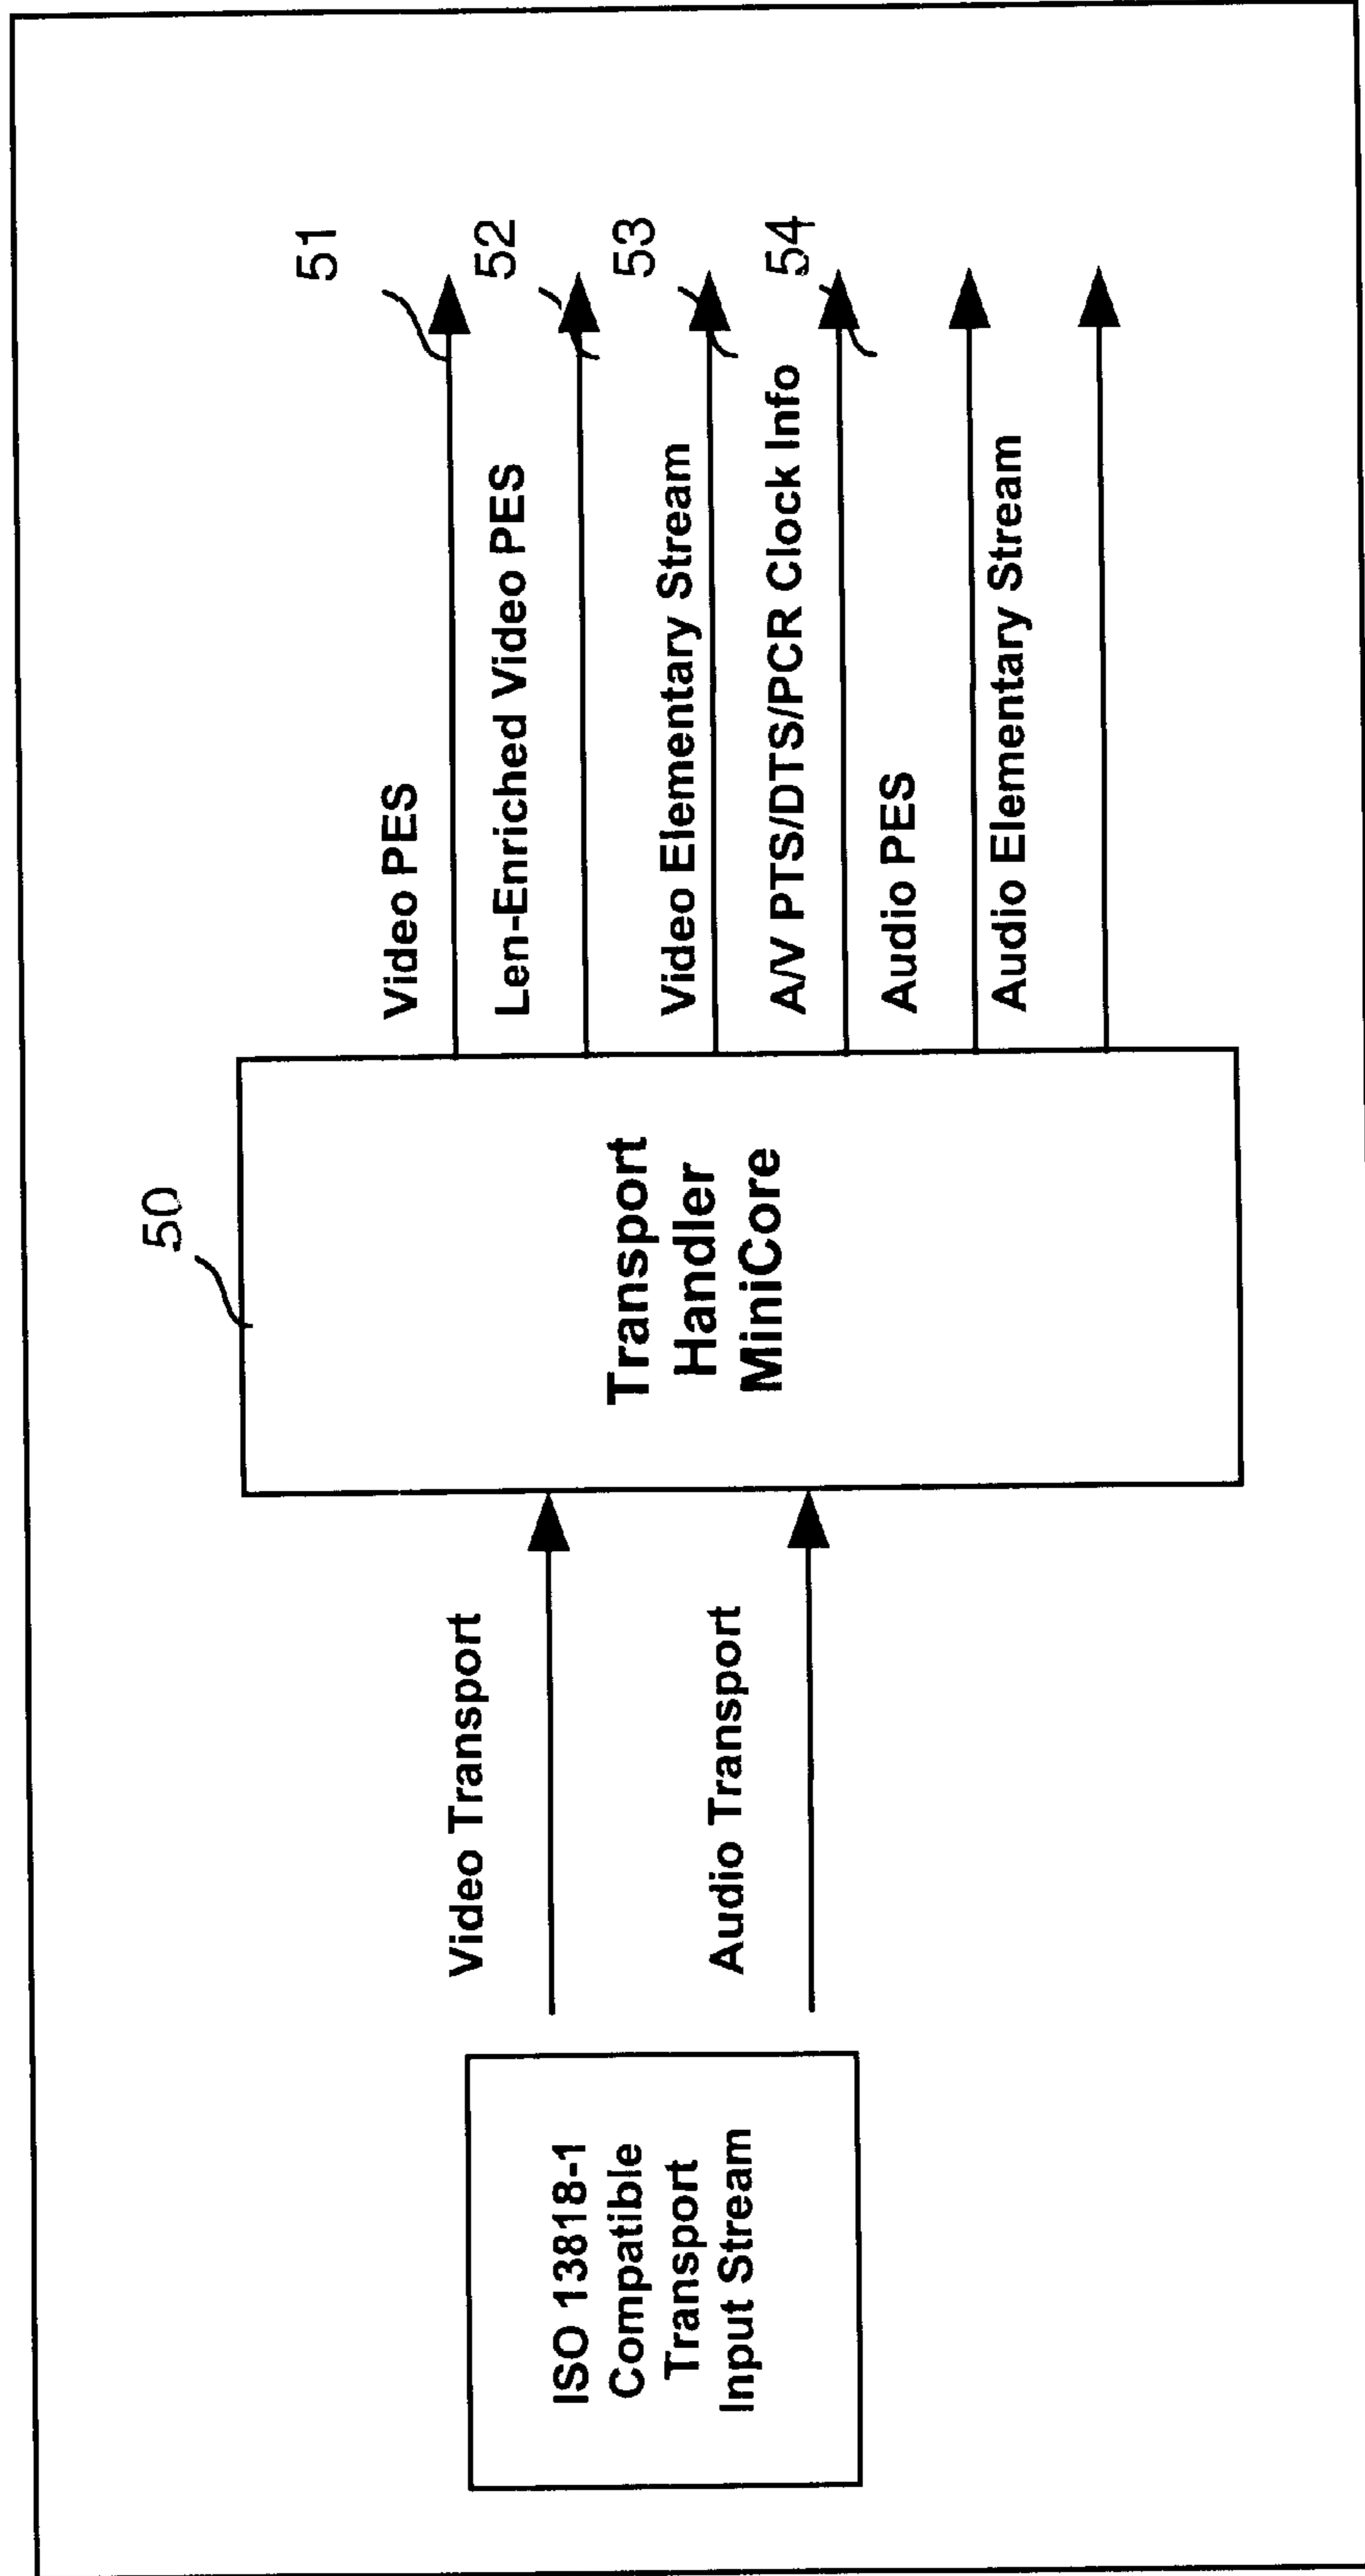 ISO 13818-1
Compatible
Transport
Input Stream
Video Transport
Audio Transport
50
Transport
Handler
MiniCore
Video PES
51
Len-Enriched Video PES
52
Video Elementary Stream
53
A/V PTS/DTS/PCR Clock Info
54
Audio PES
Audio Elementary Stream